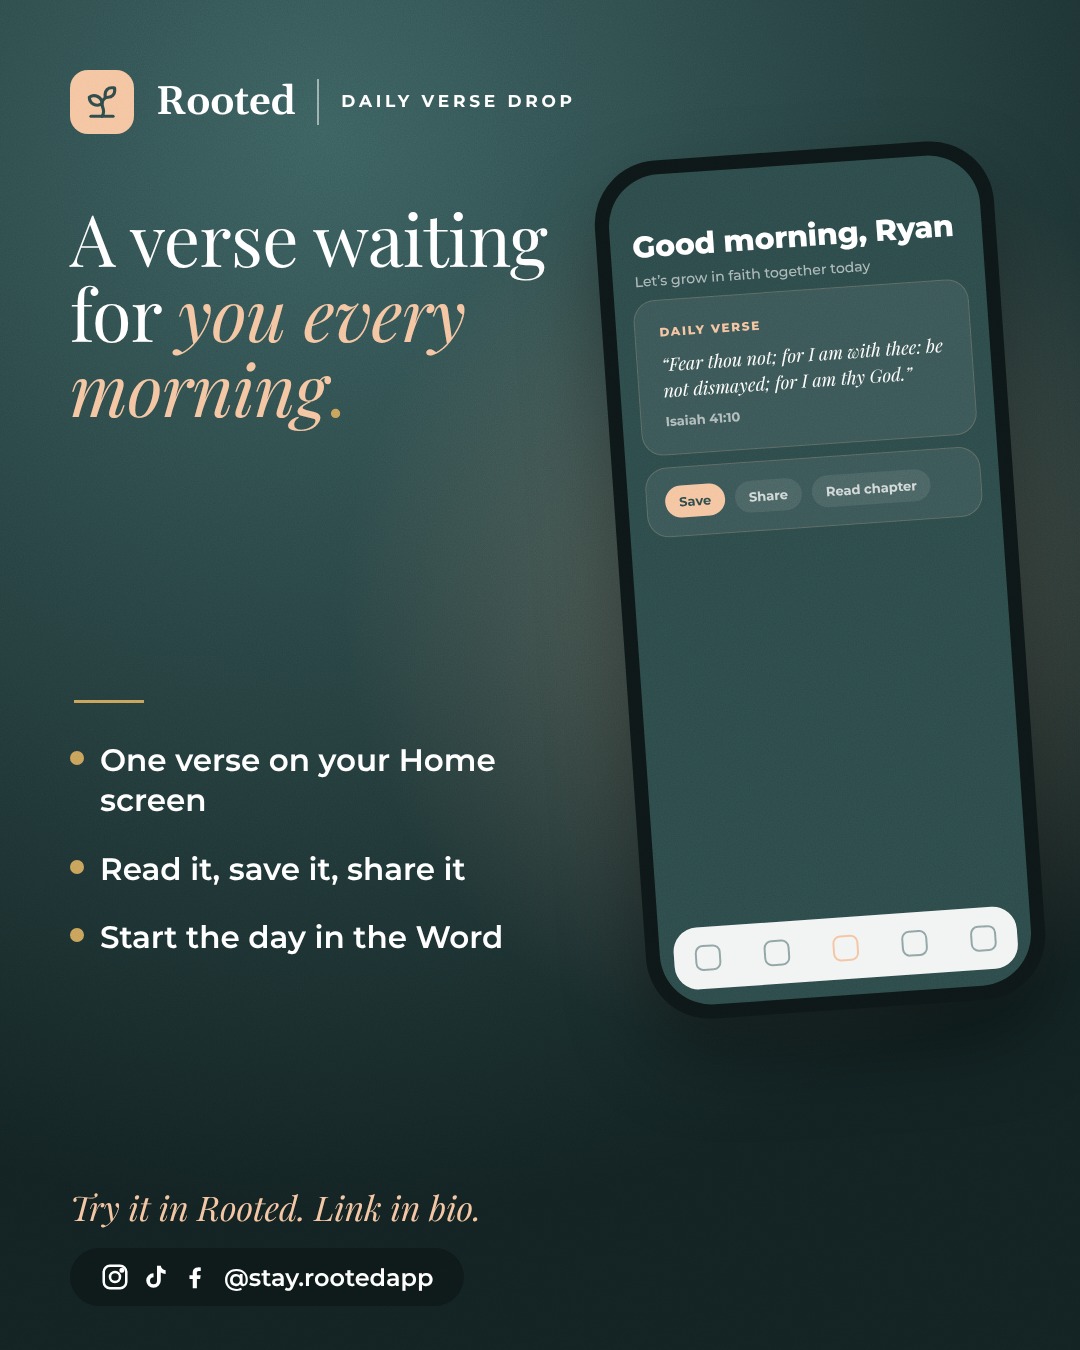 Rooted
DAILY VERSE DROP
A verse waiting
for you every
morning.
Good morning, Ryan
Let's grow in faith together today
DAILY VERSE
“Fear thou not; for I am with thee: be
not dismayed; for I am thy God.”
Isaiah 41:10
Save
Share
Read chapter
One verse on your Home
screen
Read it, save it, share it
Start the day in the Word
Try it in Rooted. Link in bio.
@stay.rootedapp